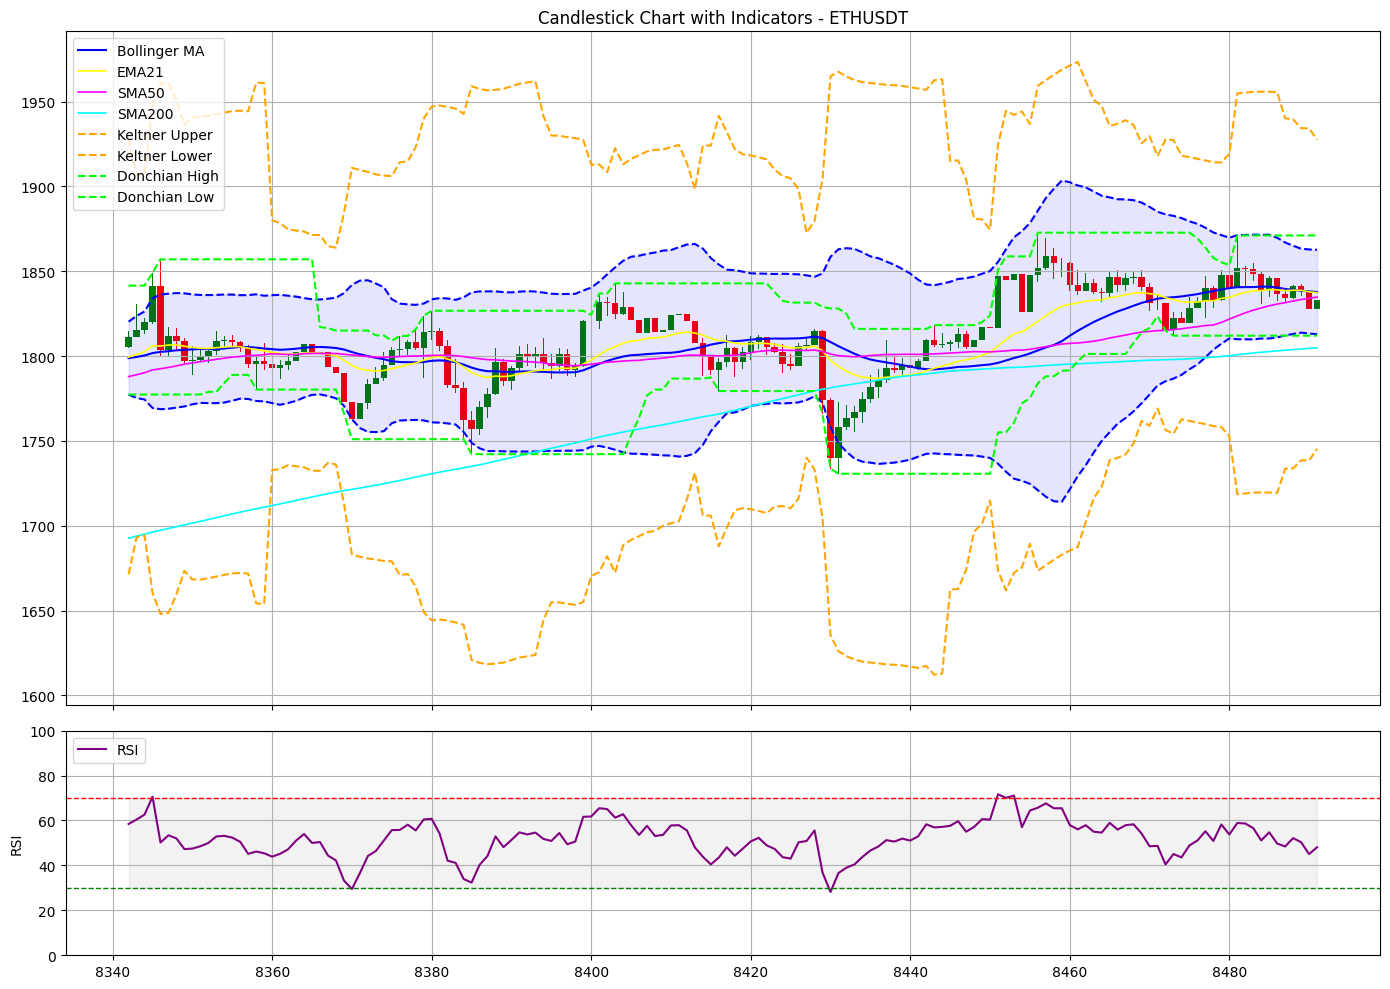 Candlestick Chart with Indicators - ETHUSDT
Bollinger MA
EMA21
SMA50
SMA200
Keltner Upper
Keltner Lower
Donchian High
Donchian Low
1950
1900
1850
1800
1750
1700
1650
1600
RSI
100
80
60
40
20
0
RSI
8340
8360
8380
8400
8420
8440
8460
8480